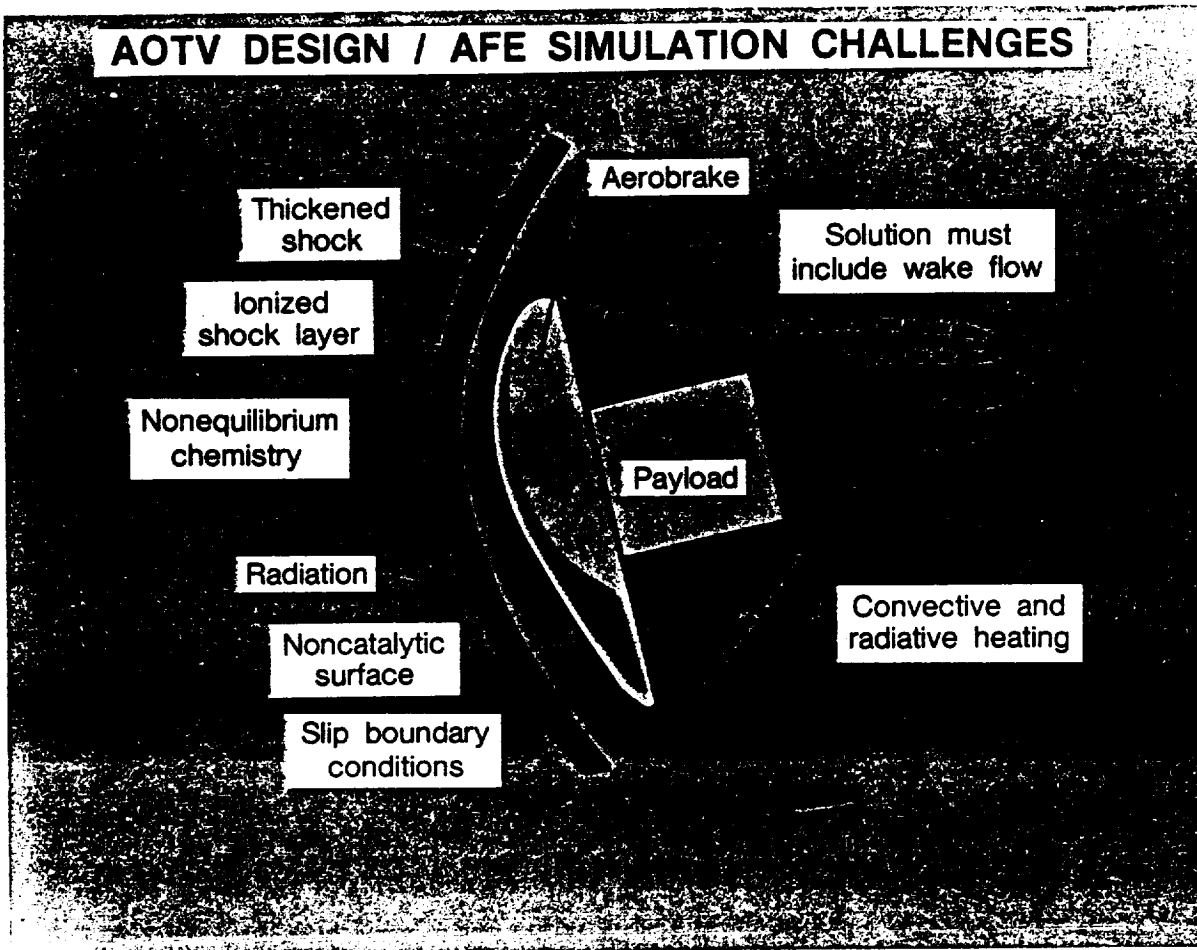 AOTV DESIGN / AFE SIMULATION CHALLENGES
Aerobrake
Thickened
shock
Solution must
include wake flow
Ionized
shock layer
Nonequilibrium
chemistry
Payload
Radiation
Convective and
radiative heating
Noncatalytic
surface
Slip boundary
conditions